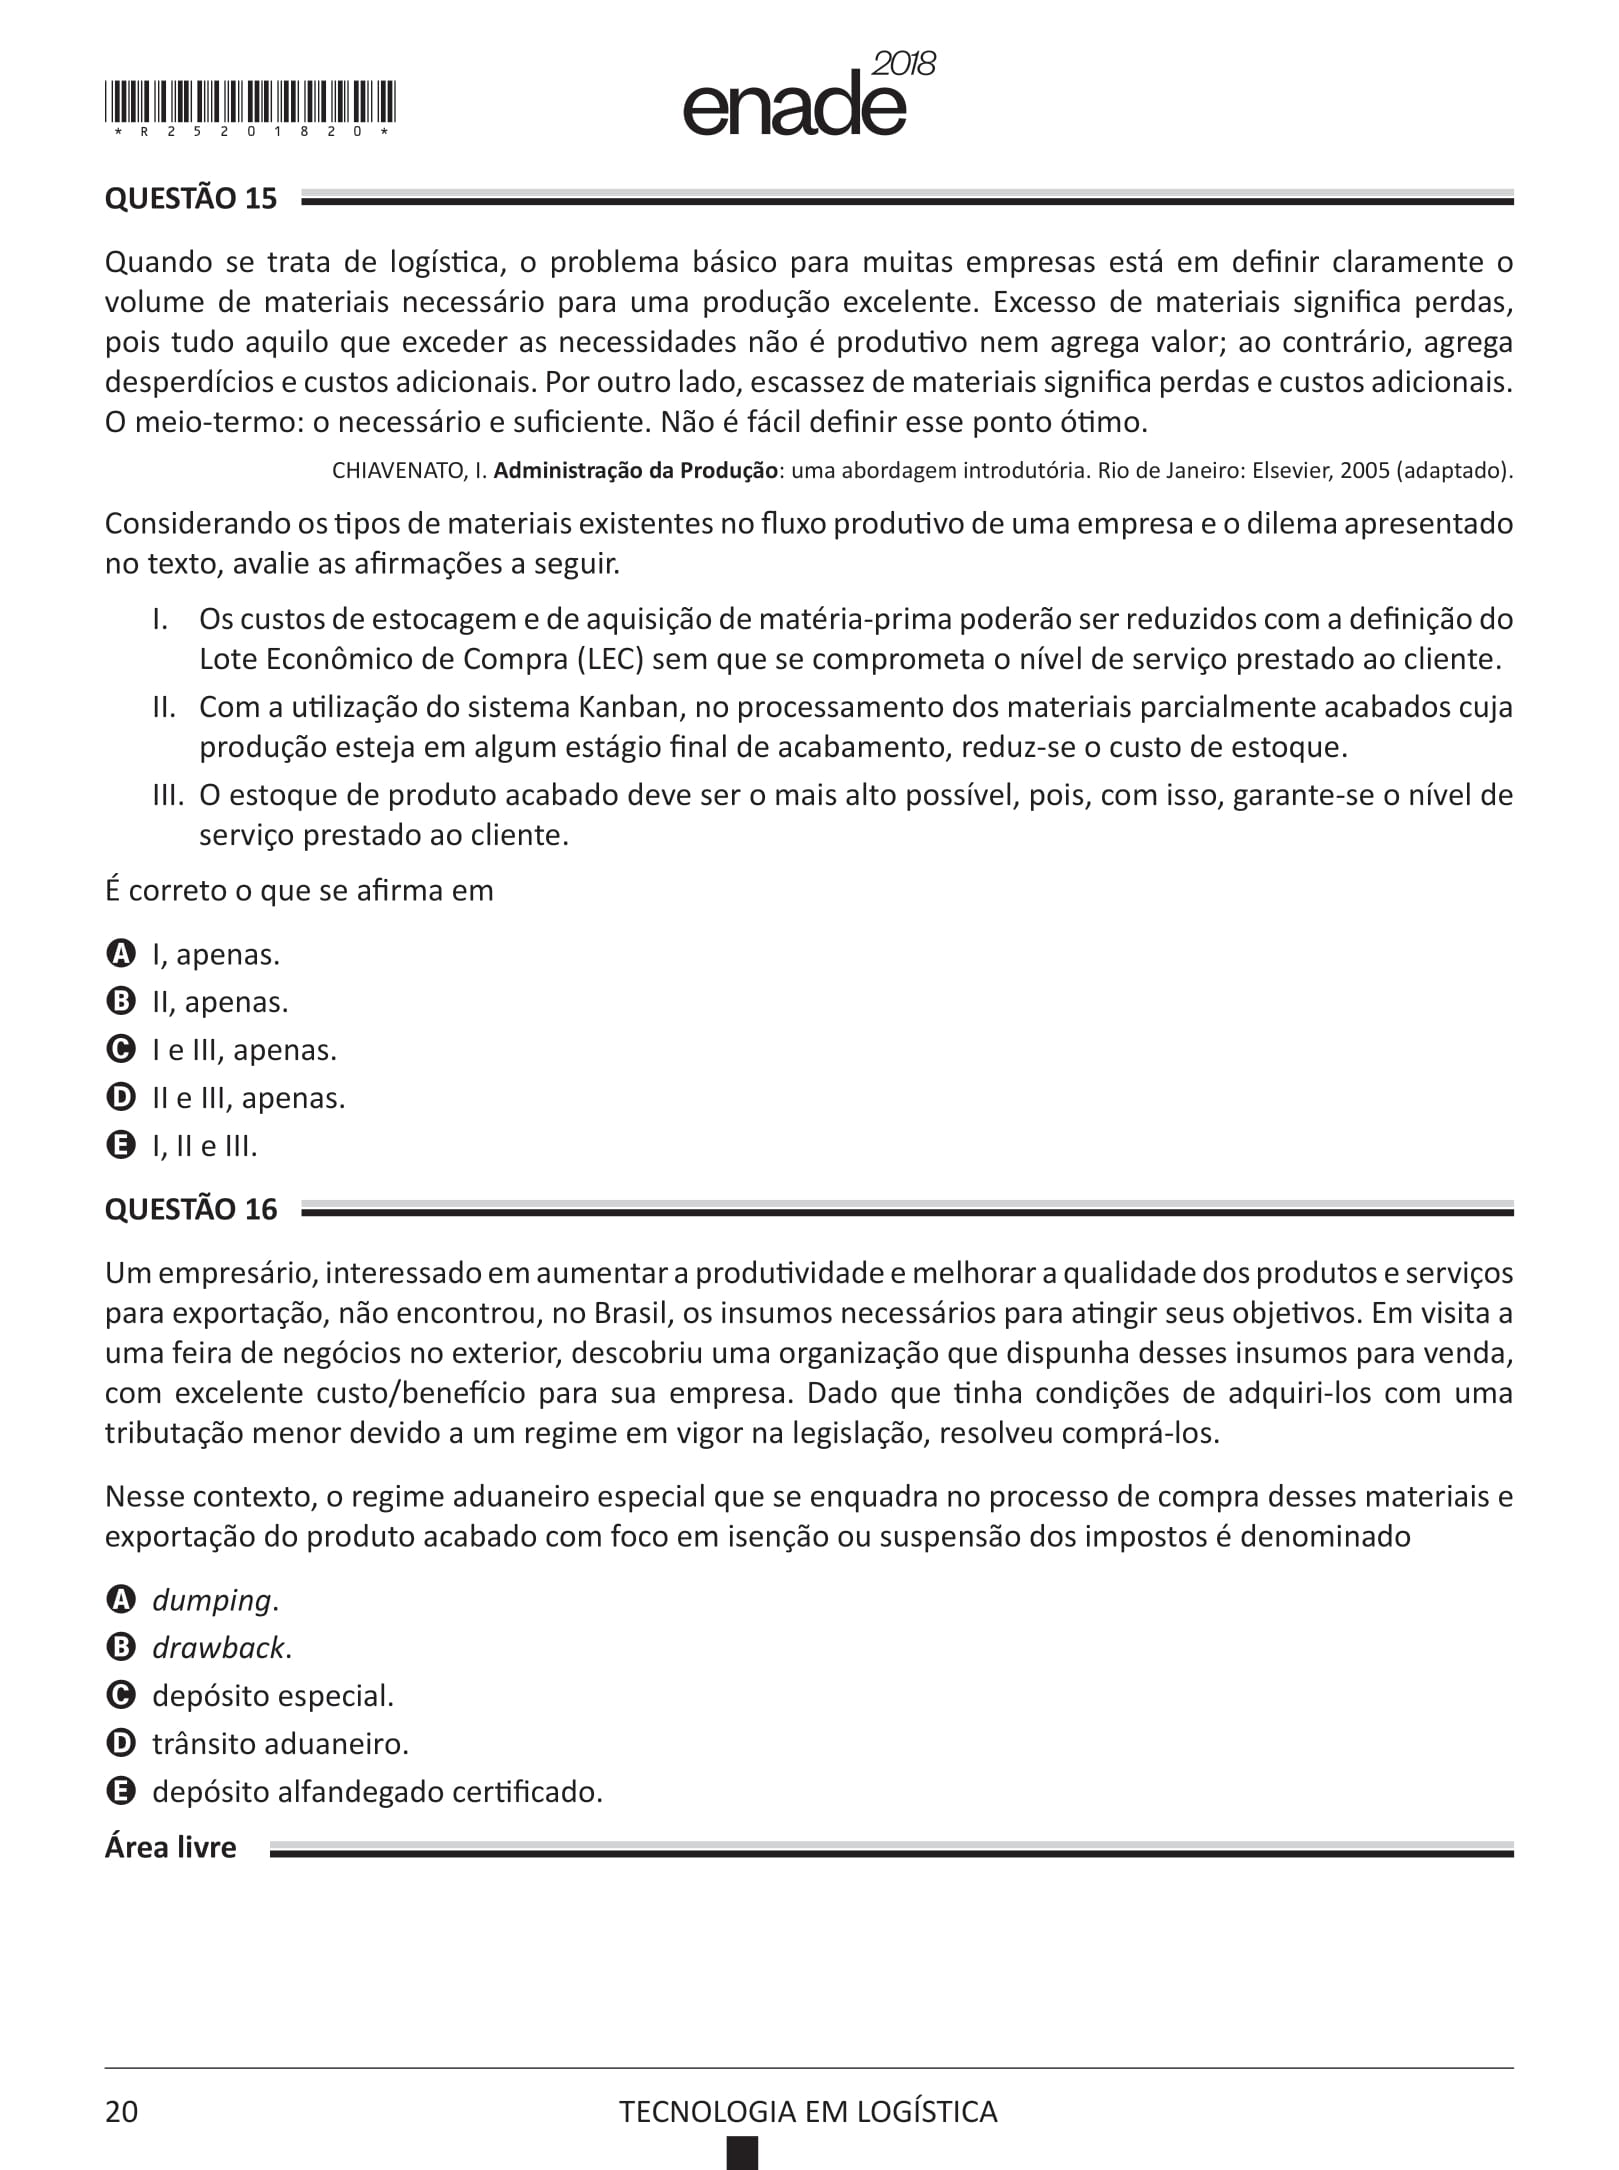 enade 2018
* R 2 5 2 0 1 8 2 0 *
QUESTÃO 15
Quando se trata de logística, o problema básico para muitas empresas está em definir claramente o
volume de materiais necessário para uma produção excelente. Excesso de materiais significa perdas,
pois tudo aquilo que exceder as necessidades não é produtivo nem agrega valor; ao contrário, agrega
desperdícios e custos adicionais. Por outro lado, escassez de materiais significa perdas e custos adicionais.
O meio-termo: o necessário e suficiente. Não é fácil definir esse ponto ótimo.
CHIAVENATO, I. Administração da Produção: uma abordagem introdutória. Rio de Janeiro: Elsevier, 2005 (adaptado).
Considerando os tipos de materiais existentes no fluxo produtivo de uma empresa e o dilema apresentado
no texto, avalie as afirmações a seguir.
I. Os custos de estocagem e de aquisição de matéria-prima poderão ser reduzidos com a definição do
Lote Econômico de Compra (LEC) sem que se comprometa o nível de serviço prestado ao cliente.
II. Com a utilização do sistema Kanban, no processamento dos materiais parcialmente acabados cuja
produção esteja em algum estágio final de acabamento, reduz-se o custo de estoque.
III. O estoque de produto acabado deve ser o mais alto possível, pois, com isso, garante-se o nível de
serviço prestado ao cliente.
É correto o que se afirma em
A I, apenas.
B II, apenas.
C I e III, apenas.
D II e III, apenas.
E I, II e III.
QUESTÃO 16
Um empresário, interessado em aumentar a produtividade e melhorar a qualidade dos produtos e serviços
para exportação, não encontrou, no Brasil, os insumos necessários para atingir seus objetivos. Em visita a
uma feira de negócios no exterior, descobriu uma organização que dispunha desses insumos para venda,
com excelente custo/benefício para sua empresa. Dado que tinha condições de adquiri-los com uma
tributação menor devido a um regime em vigor na legislação, resolveu comprá-los.
Nesse contexto, o regime aduaneiro especial que se enquadra no processo de compra desses materiais e
exportação do produto acabado com foco em isenção ou suspensão dos impostos é denominado
A dumping.
B drawback.
C depósito especial.
D trânsito aduaneiro.
E depósito alfandegado certificado.
Área livre
20
TECNOLOGIA EM LOGÍSTICA